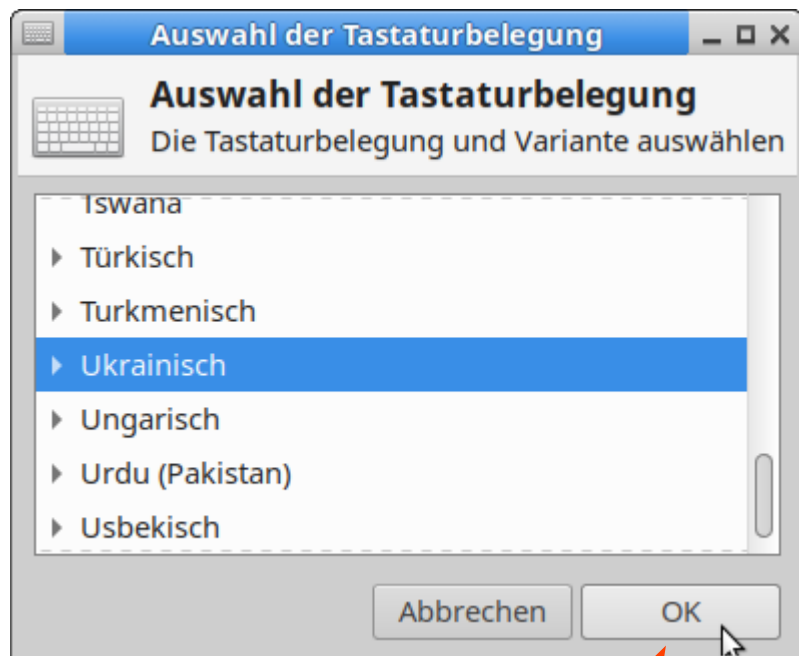 Auswahl der Tastaturbelegung
Auswahl der Tastaturbelegung
Die Tastaturbelegung und Variante auswählen
Tswana
Türkisch
Turkmenisch
Ukrainisch
Ungarisch
Urdu (Pakistan)
Usbekisch
Abbrechen OK